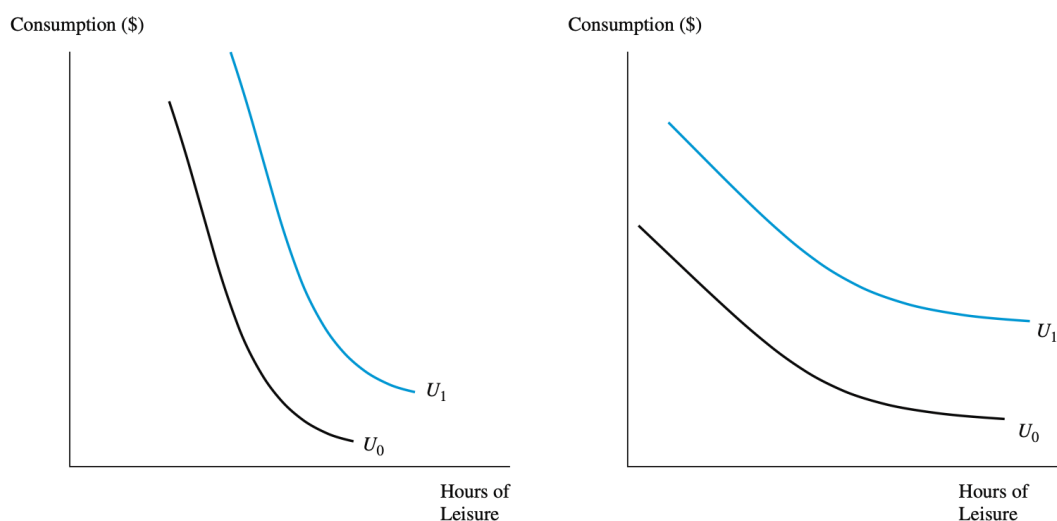 Consumption ($)
U1
U0
Hours of
Leisure
Consumption ($)
U1
U0
Hours of
Leisure